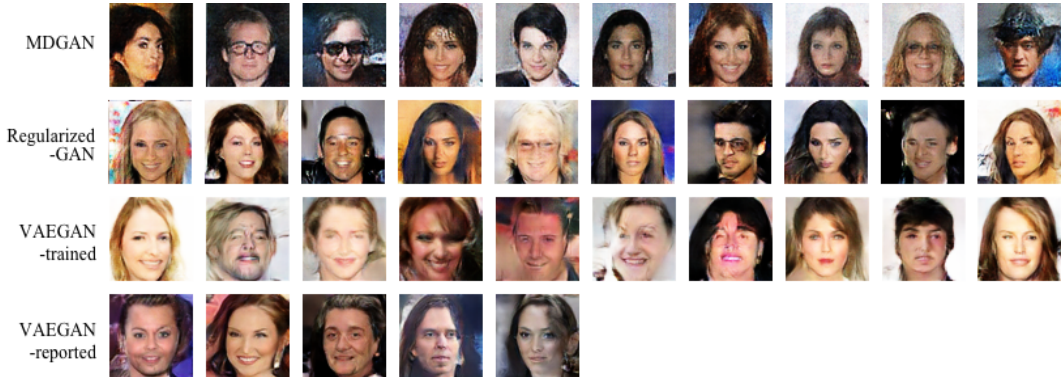 MDGAN
Regularized
-GAN
VAEGAN
-trained
VAEGAN
-reported